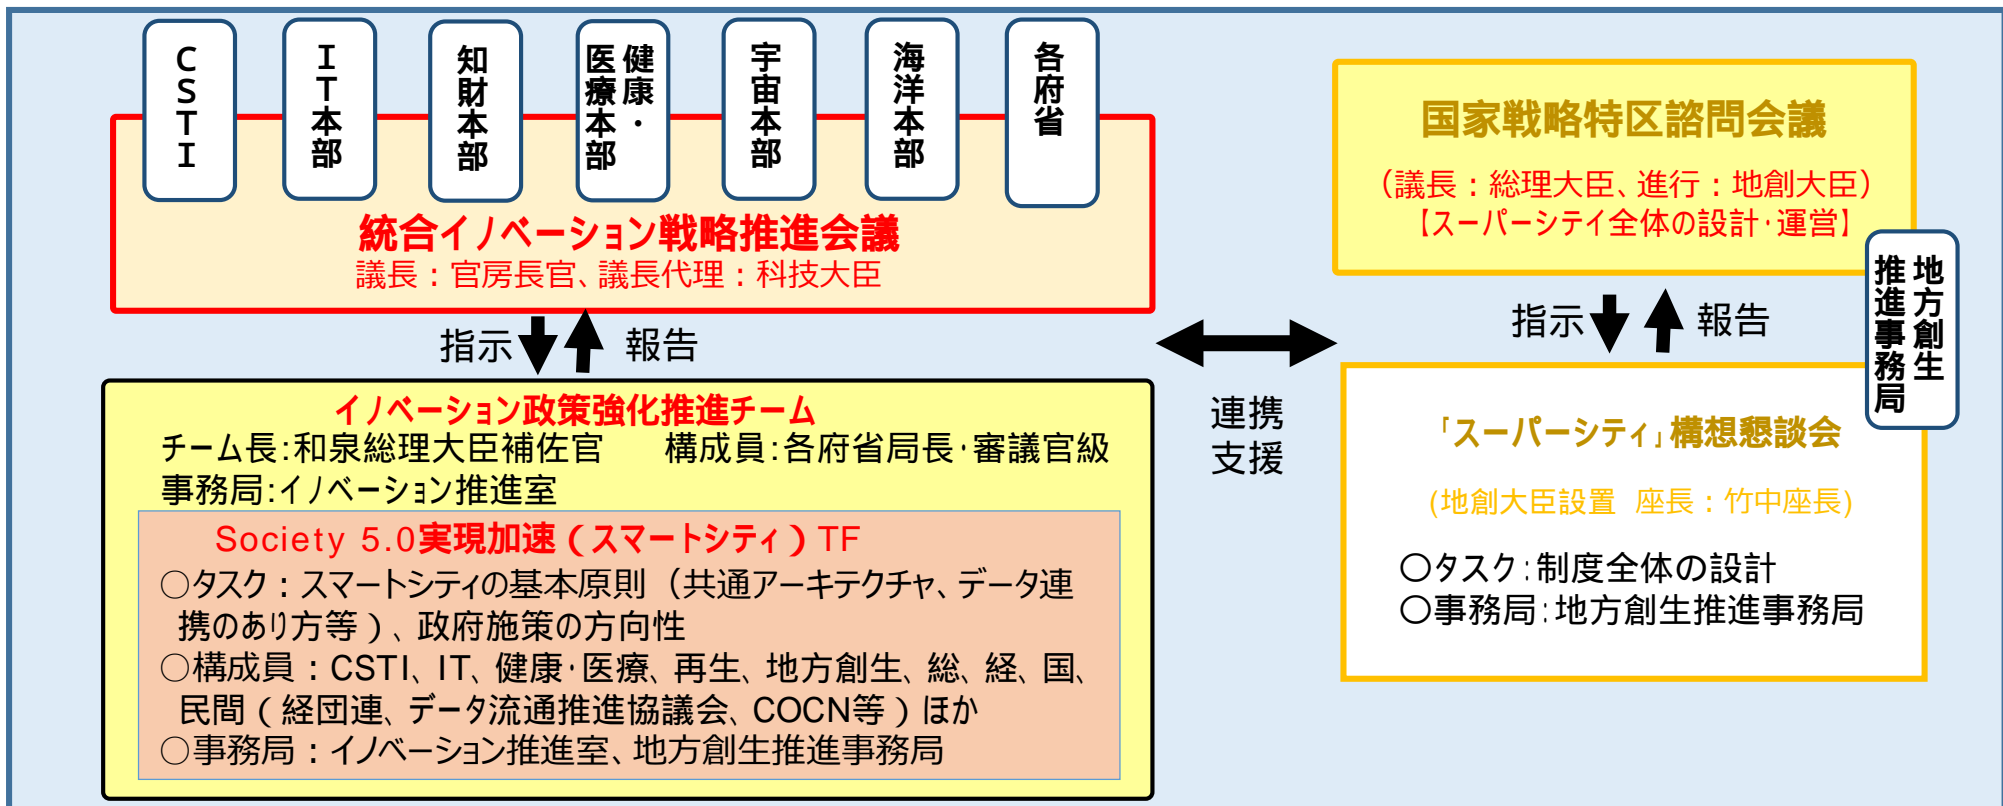 CSTI
IT本部
知財本部
健康・
医療本部
宇宙本部
海洋本部
各府省
統合イノベーション戦略推進会議
議長：官房長官、議長代理：科技大臣
指示
報告
イノベーション政策強化推進チーム
チーム長:和泉総理大臣補佐官　構成員:各府省局長・審議官級
事務局:イノベーション推進室
Society 5.0実現加速（スマートシティ）TF
○タスク：スマートシティの基本原則（共通アーキテクチャ、データ連
携のあり方等）、政府施策の方向性
○構成員：CSTI、IT、健康・医療、再生、地方創生、総、経、国、
民間（経団連、データ流通推進協議会、COCN等）ほか
○事務局：イノベーション推進室、地方創生推進事務局
連携
支援
国家戦略特区諮問会議
（議長：総理大臣、進行：地創大臣）
【スーパーシテイ全体の設計・運営】
地方創生
推進事務局
指示
報告
「スーパーシティ」構想懇談会
(地創大臣設置　座長：竹中座長)
○タスク:制度全体の設計
○事務局:地方創生推進事務局